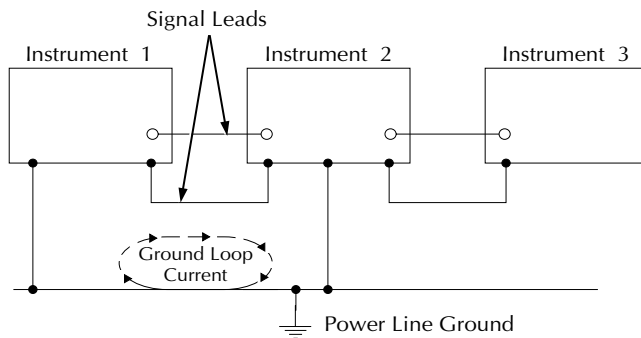 Signal Leads
Instrument 1
Instrument 2
Instrument 3
Ground Loop
Current
Power Line Ground